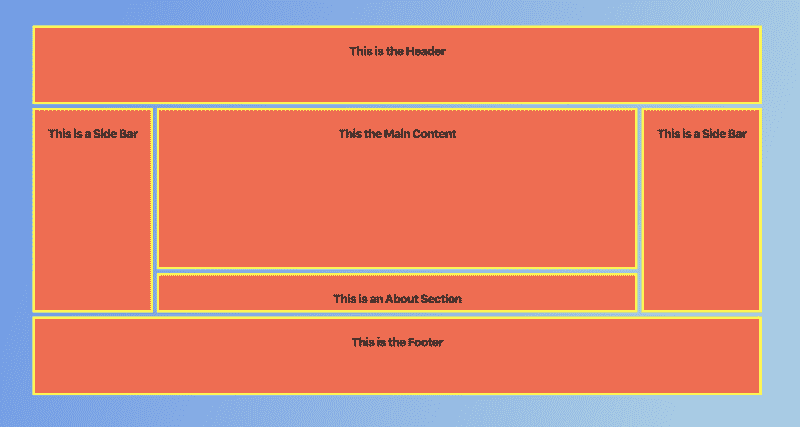 This is the Header
This is a Side Bar
This the Main Content
This is a Side Bar
This is an About Section
This is the Footer